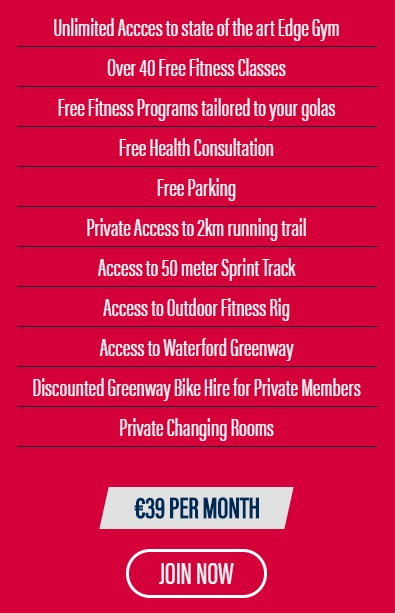 Unlimited Accces to state of the art Edge Gym
Over 40 Free Fitness Classes
Free Fitness Programs tailored to your golas
Free Health Consultation
Free Parking
Private Access to 2km running trail
Access to 50 meter Sprint Track
Access to Outdoor Fitness Rig
Access to Waterford Greenway
Discounted Greenway Bike Hire for Private Members
Private Changing Rooms
€39 PER MONTH
JOIN NOW